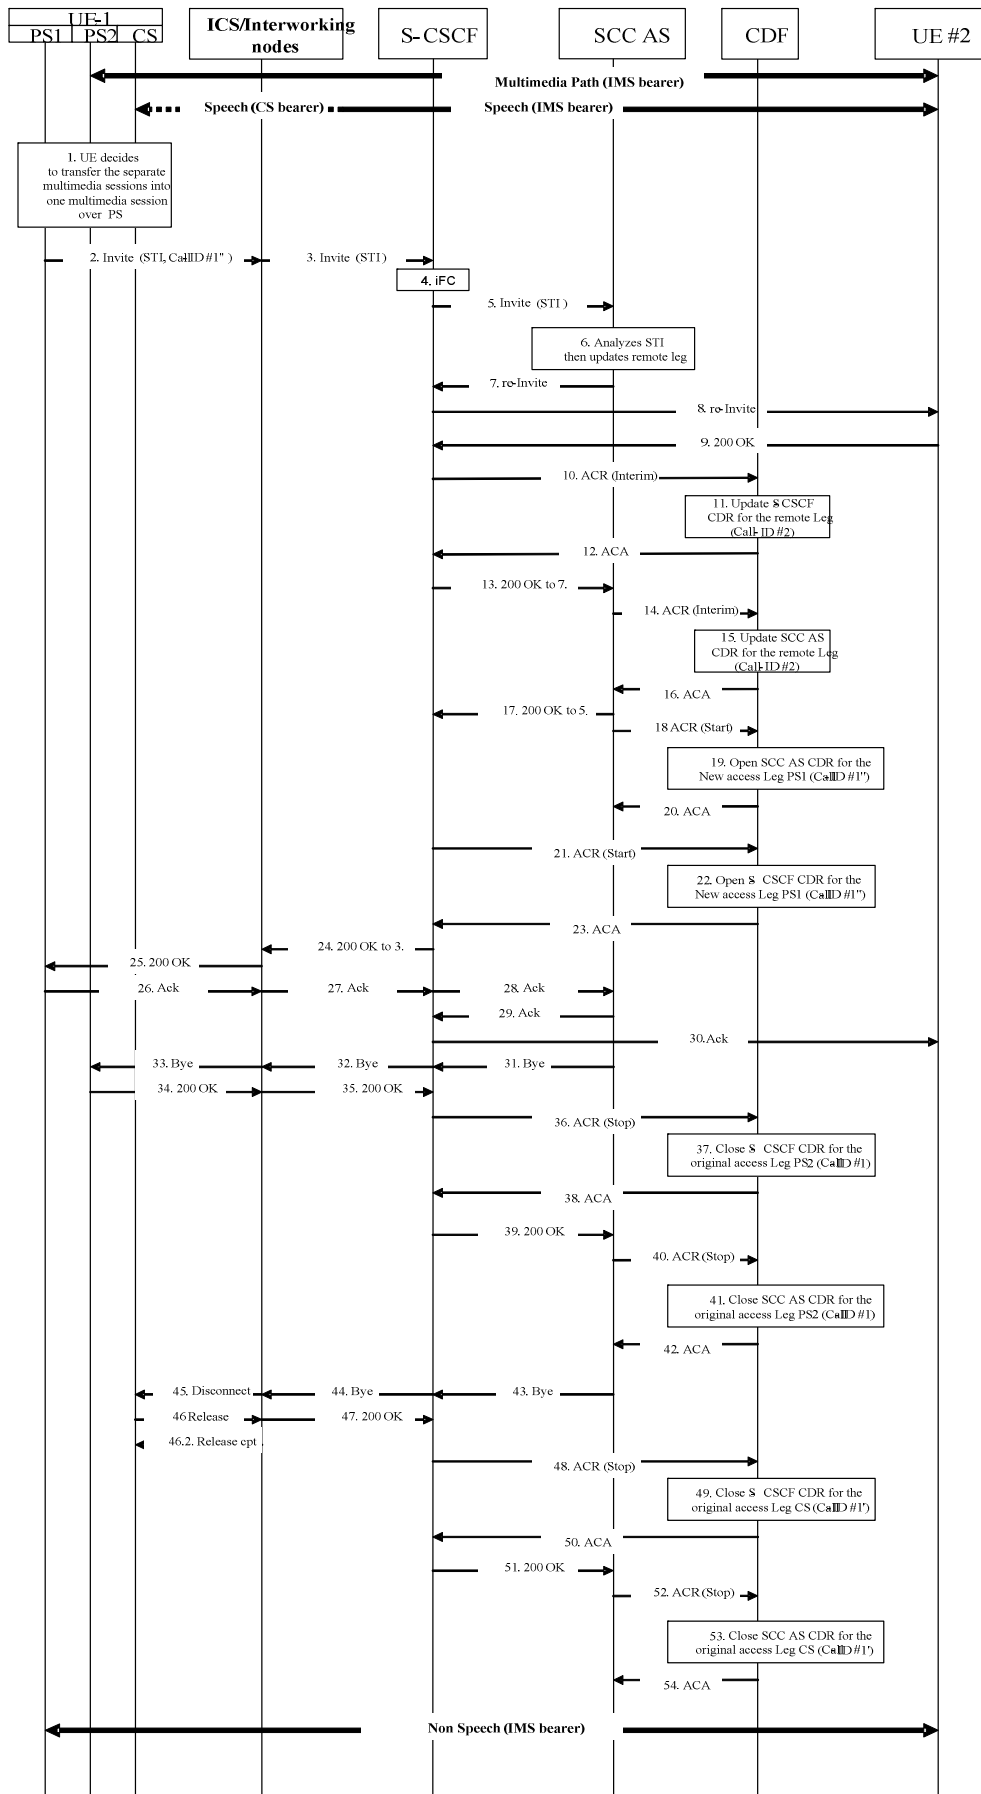 UE-1
PS1 PS2 CS
ICS/Interworking
nodes
S-CSCF
SCC AS
CDF
UE #2
Multimedia Path (IMS bearer)
Speech (CS bearer)
Speech (IMS bearer)
1. UE decides
to transfer the separate
multimedia sessions into
one multimedia session
over PS
2. Invite (STI, Call-ID #1")
3. Invite (STI)
4. iFC
5. Invite (STI)
6. Analyzes STI
then updates remote leg
7. re-Invite
8. re-Invite
9. 200 OK
10. ACR (Interim)
11. Update S-CSCF
CDR for the remote Leg
(Call-ID #2)
12. ACA
13. 200 OK to 7.
14. ACR (Interim)
15. Update SCC AS
CDR for the remote Leg
(Call-ID #2)
16. ACA
17. 200 OK to 5.
18 ACR (Start)
19. Open SCC AS CDR for the
New access Leg PS1 (Call-ID #1")
20. ACA
21. ACR (Start)
22. Open S-CSCF CDR for the
New access Leg PS1 (Call-ID #1")
23. ACA
24. 200 OK to 3.
25. 200 OK
26. Ack
27. Ack
28. Ack
29. Ack
30. Ack
33. Bye
32. Bye
31. Bye
34. 200 OK
35. 200 OK
36. ACR (Stop)
37. Close S-CSCF CDR for the
original access Leg PS2 (Call-ID #1)
38. ACA
39. 200 OK
40. ACR (Stop)
41. Close SCC AS CDR for the
original access Leg PS2 (Call-ID #1)
42. ACA
45. Disconnect
44. Bye
43. Bye
46 Release
47. 200 OK
46.2. Release cpt
48. ACR (Stop)
49. Close S-CSCF CDR for the
original access Leg CS (Call-ID #1')
50. ACA
51. 200 OK
52. ACR (Stop)
53. Close SCC AS CDR for the
original access Leg CS (Call-ID #1')
54. ACA
Non Speech (IMS bearer)